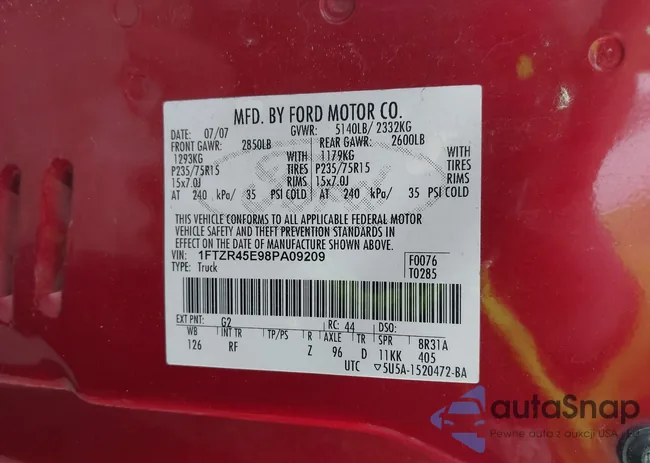 MFD. BY FORD MOTOR CO.
DATE: 07/07 GVWR: 5140LB/ 2332KG
FRONT GAWR: 2850LB REAR GAWR: 2600LB
1293KG 1179KG
P235/75R15 TIRES P235/75R15 TIRES
15x7.0J RIMS 15x7.0J RIMS
AT 240 kPa/ 35 PSI COLD AT 240 kPa/ 35 PSI COLD
THIS VEHICLE CONFORMS TO ALL APPLICABLE FEDERAL MOTOR
VEHICLE SAFETY AND THEFT PREVENTION STANDARDS IN
EFFECT ON THE DATE OF MANUFACTURE SHOWN ABOVE.
VIN: 1FTZR45E98PA09209 F0076
TYPE: Truck T0285
EXT PNT: G2 RC: 44 DSO:
WB INT TR TP/PS R AXLE TR SPR 8R31A
126 RF Z 96 D 11KK 405
UTC ▽5U5A-1520472-BA
autoSnap
Pewne auta z aukcji USA